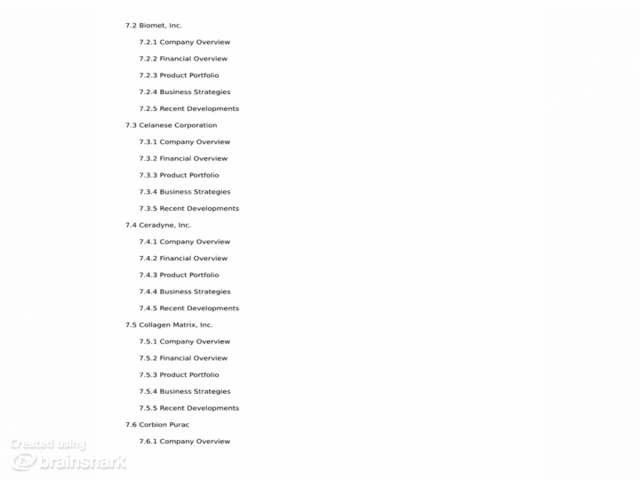 7.2 Biomet, Inc.
7.2.1 Company Overview
7.2.2 Financial Overview
7.2.3 Product Portfolio
7.2.4 Business Strategies
7.2.5 Recent Developments
7.3 Celanese Corporation
7.3.1 Company Overview
7.3.2 Financial Overview
7.3.3 Product Portfolio
7.3.4 Business Strategies
7.3.5 Recent Developments
7.4 Ceradyne, Inc.
7.4.1 Company Overview
7.4.2 Financial Overview
7.4.3 Product Portfolio
7.4.4 Business Strategies
7.4.5 Recent Developments
7.5 Collagen Matrix, Inc.
7.5.1 Company Overview
7.5.2 Financial Overview
7.5.3 Product Portfolio
7.5.4 Business Strategies
7.5.5 Recent Developments
7.6 Corbion Purac
7.6.1 Company Overview
Created using
brainshark